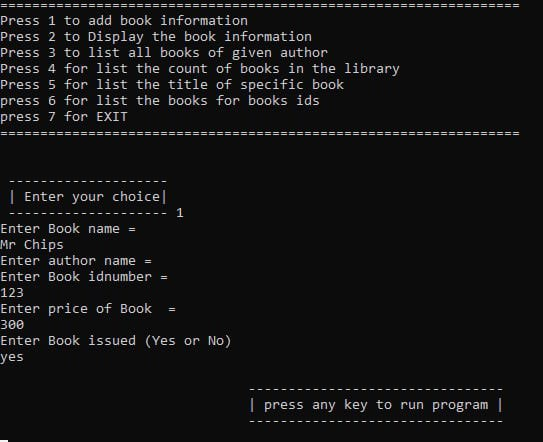 =================================================================
Press 1 to add book information
Press 2 to Display the book information
Press 3 to list all books of given author
Press 4 for list the count of books in the library
Press 5 for list the title of specific book
press 6 for list the books for books ids
press 7 for EXIT
=================================================================
--------------------
| Enter your choice|
-------------------- 1
Enter Book name =
Mr Chips
Enter author name =
Enter Book idnumber =
123
Enter price of Book  =
300
Enter Book issued (Yes or No)
yes
--------------------------------
| press any key to run program |
--------------------------------